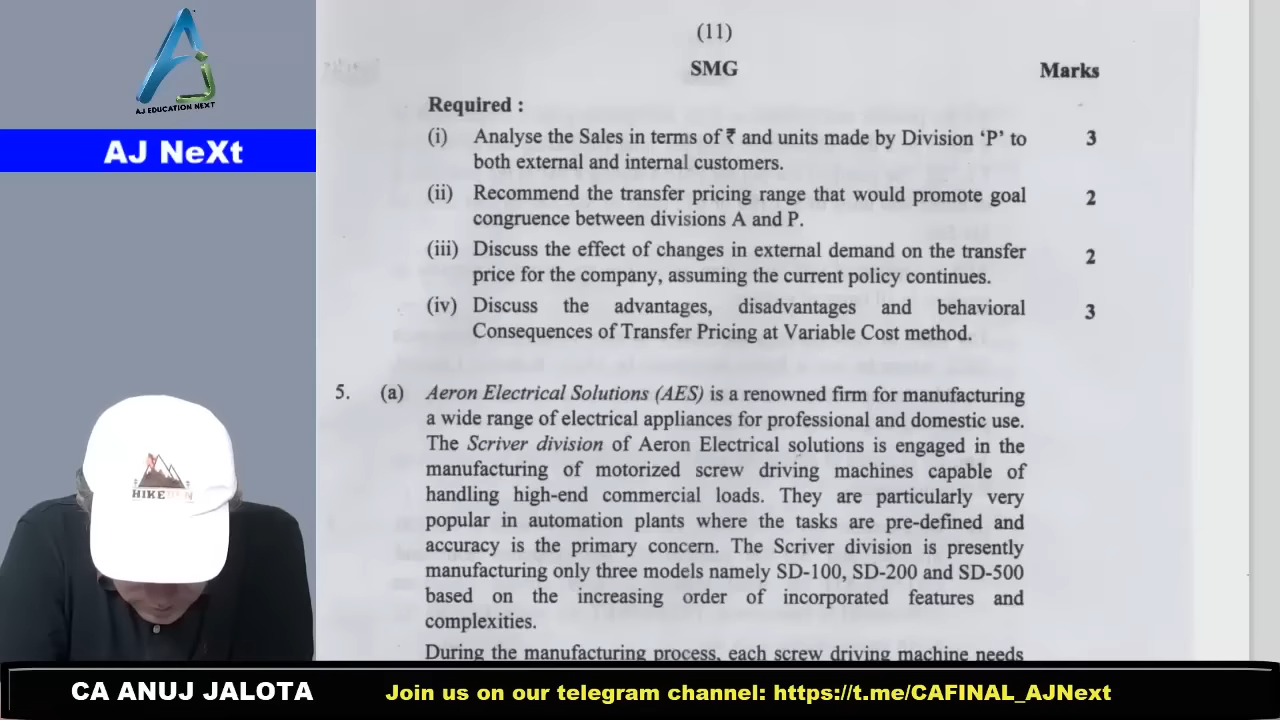 AJ EDUCATION NEXT
AJ NeXt
(11)
SMG
Marks
Required :
(i) Analyse the Sales in terms of ₹ and units made by Division ‘P’ to 3
both external and internal customers.
(ii) Recommend the transfer pricing range that would promote goal 2
congruence between divisions A and P.
(iii) Discuss the effect of changes in external demand on the transfer 2
price for the company, assuming the current policy continues.
(iv) Discuss the advantages, disadvantages and behavioral 3
Consequences of Transfer Pricing at Variable Cost method.
5. (a) Aeron Electrical Solutions (AES) is a renowned firm for manufacturing
a wide range of electrical appliances for professional and domestic use.
The Scriver division of Aeron Electrical solutions is engaged in the
manufacturing of motorized screw driving machines capable of
handling high-end commercial loads. They are particularly very
popular in automation plants where the tasks are pre-defined and
accuracy is the primary concern. The Scriver division is presently
manufacturing only three models namely SD-100, SD-200 and SD-500
based on the increasing order of incorporated features and
complexities.
During the manufacturing process, each screw driving machine needs
HIKE
CA ANUJ JALOTA
Join us on our telegram channel: https://t.me/CAFINAL_AJNext